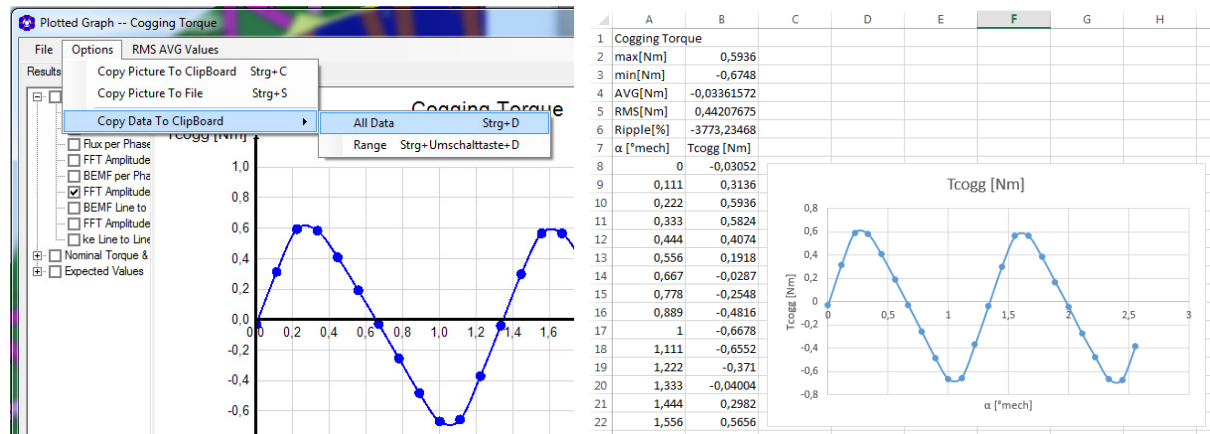 Plotted Graph -- Cogging Torque
File Options RMS AVG Values
Results
Copy Picture To ClipBoard Strg+C
Copy Picture To File Strg+S
Copy Data To ClipBoard
All Data Strg+D
Range Strg+Umschalttaste+D
Flux per Phase
FFT Amplitude
BEMF per Pha
FFT Amplitude
BEMF Line to
FFT Amplitude
ke Line to Line
Nominal Torque &
Expected Values
Cogging Torque
Tcogg [Nm]
1,0
0,8
0,6
0,4
0,2
0,0
-0,2
-0,4
-0,6
0,2 0,4 0,6 0,8 1,0 1,2 1,4 1,6
A B C D E F G H
1 Cogging Torque
2 max[Nm] 0,5936
3 min[Nm] -0,6748
4 AVG[Nm] -0,03361572
5 RMS[Nm] 0,44207675
6 Ripple[%] -3773,23468
7 α [°mech] Tcogg [Nm]
8 0 -0,03052
9 0,111 0,3136
10 0,222 0,5936
11 0,333 0,5824
12 0,444 0,4074
13 0,556 0,1918
14 0,667 -0,0287
15 0,778 -0,2548
16 0,889 -0,4816
17 1 -0,6678
18 1,111 -0,6552
19 1,222 -0,371
20 1,333 -0,04004
21 1,444 0,2982
22 1,556 0,5656
Tcogg [Nm]
Tcogg [Nm]
0,8
0,6
0,4
0,2
0
-0,2
-0,4
-0,6
-0,8
0 0,5 1 1,5 2 2,5 3
α [°mech]